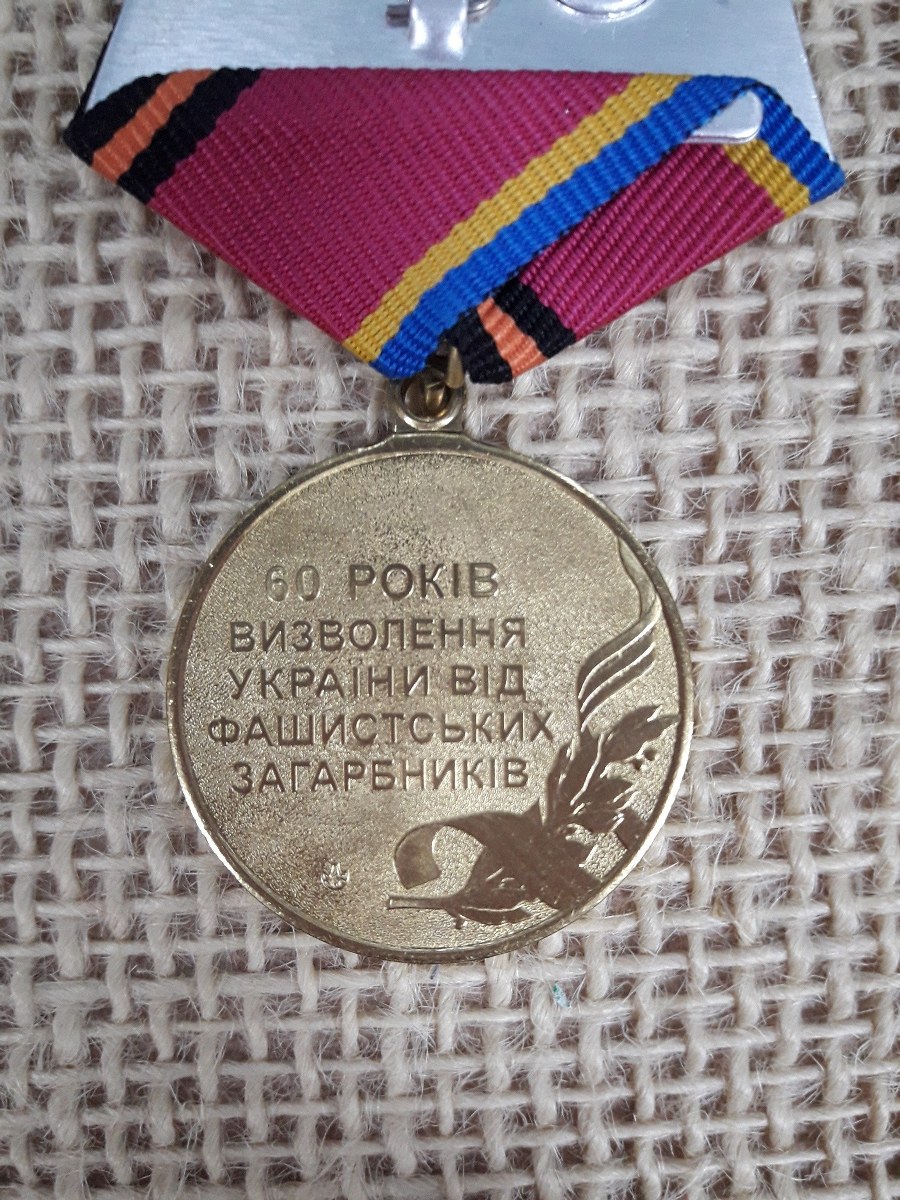 60 РОКІВ
ВИЗВОЛЕННЯ
УКРАЇНИ ВІД
ФАШИСТСЬКИХ
ЗАГАРБНИКІВ